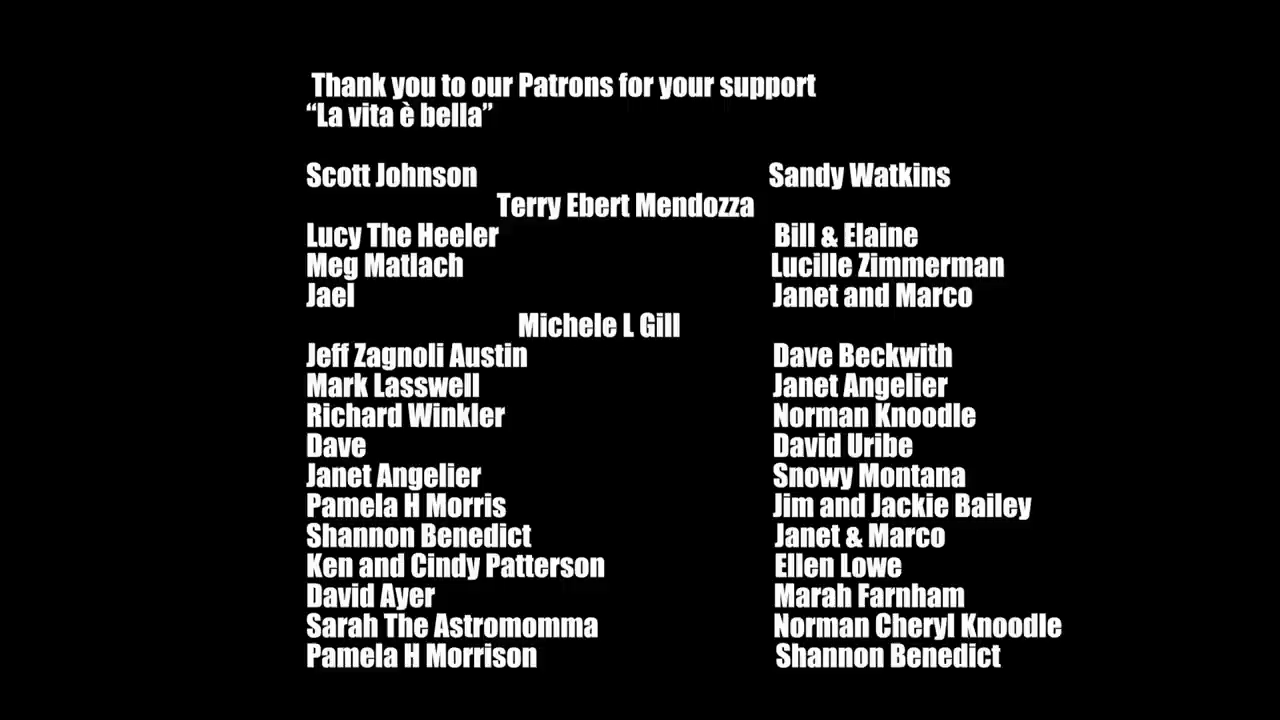 Thank you to our Patrons for your support
“La vita è bella”
Scott Johnson Sandy Watkins
Terry Ebert Mendozza
Lucy The Heeler Bill & Elaine
Meg Matlach Lucille Zimmerman
Jael Janet and Marco
Michele L Gill
Jeff Zagnoli Austin Dave Beckwith
Mark Lasswell Janet Angelier
Richard Winkler Norman Knoodle
Dave David Uribe
Janet Angelier Snowy Montana
Pamela H Morris Jim and Jackie Bailey
Shannon Benedict Janet & Marco
Ken and Cindy Patterson Ellen Lowe
David Ayer Marah Farnham
Sarah The Astromomma Norman Cheryl Knoodle
Pamela H Morrison Shannon Benedict